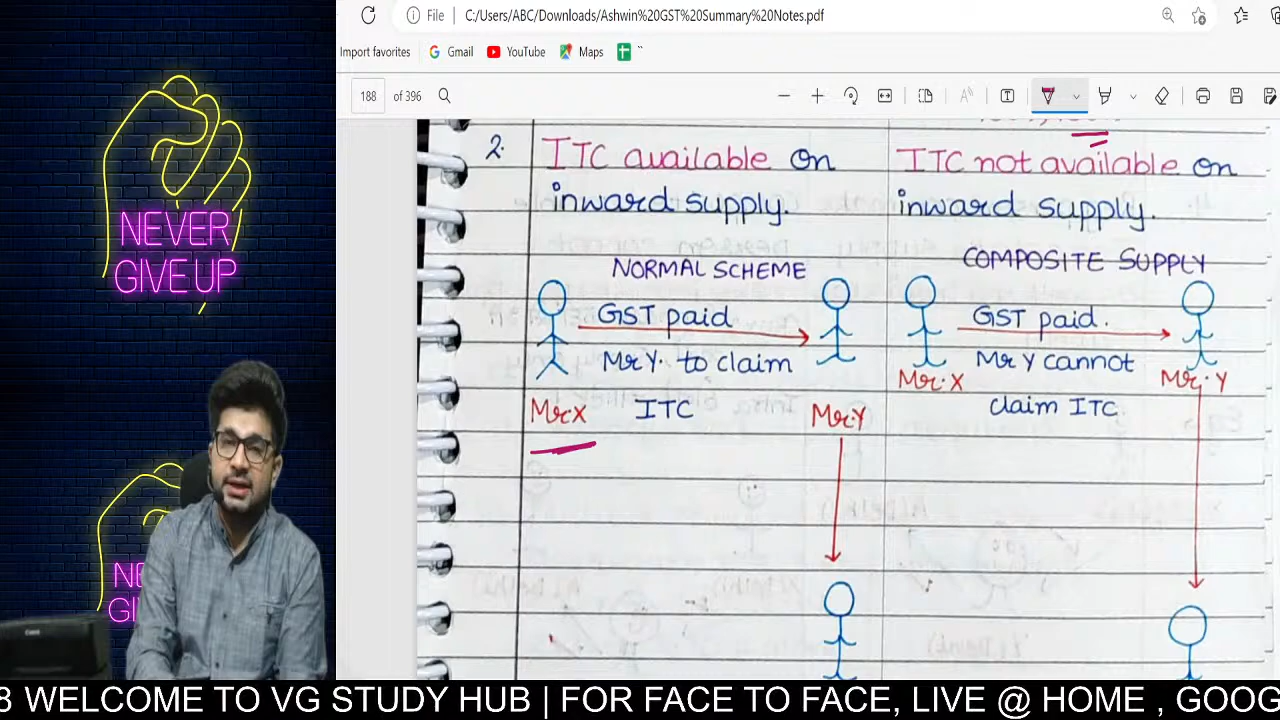 File | C:/Users/ABC/Downloads/Ashwin%20GST%20Summary%20Notes.pdf
Import favorites Gmail YouTube Maps
188 of 396
2. ITC available on
inward supply.
NORMAL SCHEME
GST paid
Mr Y. to claim
ITC
Mr.X
Mr.Y
ITC not available on
inward supply.
COMPOSITE SUPPLY
GST paid.
Mr Y cannot
claim ITC.
Mr.X
Mr.Y
NEVER
GIVE UP
8 WELCOME TO VG STUDY HUB | FOR FACE TO FACE, LIVE @ HOME , GOOG